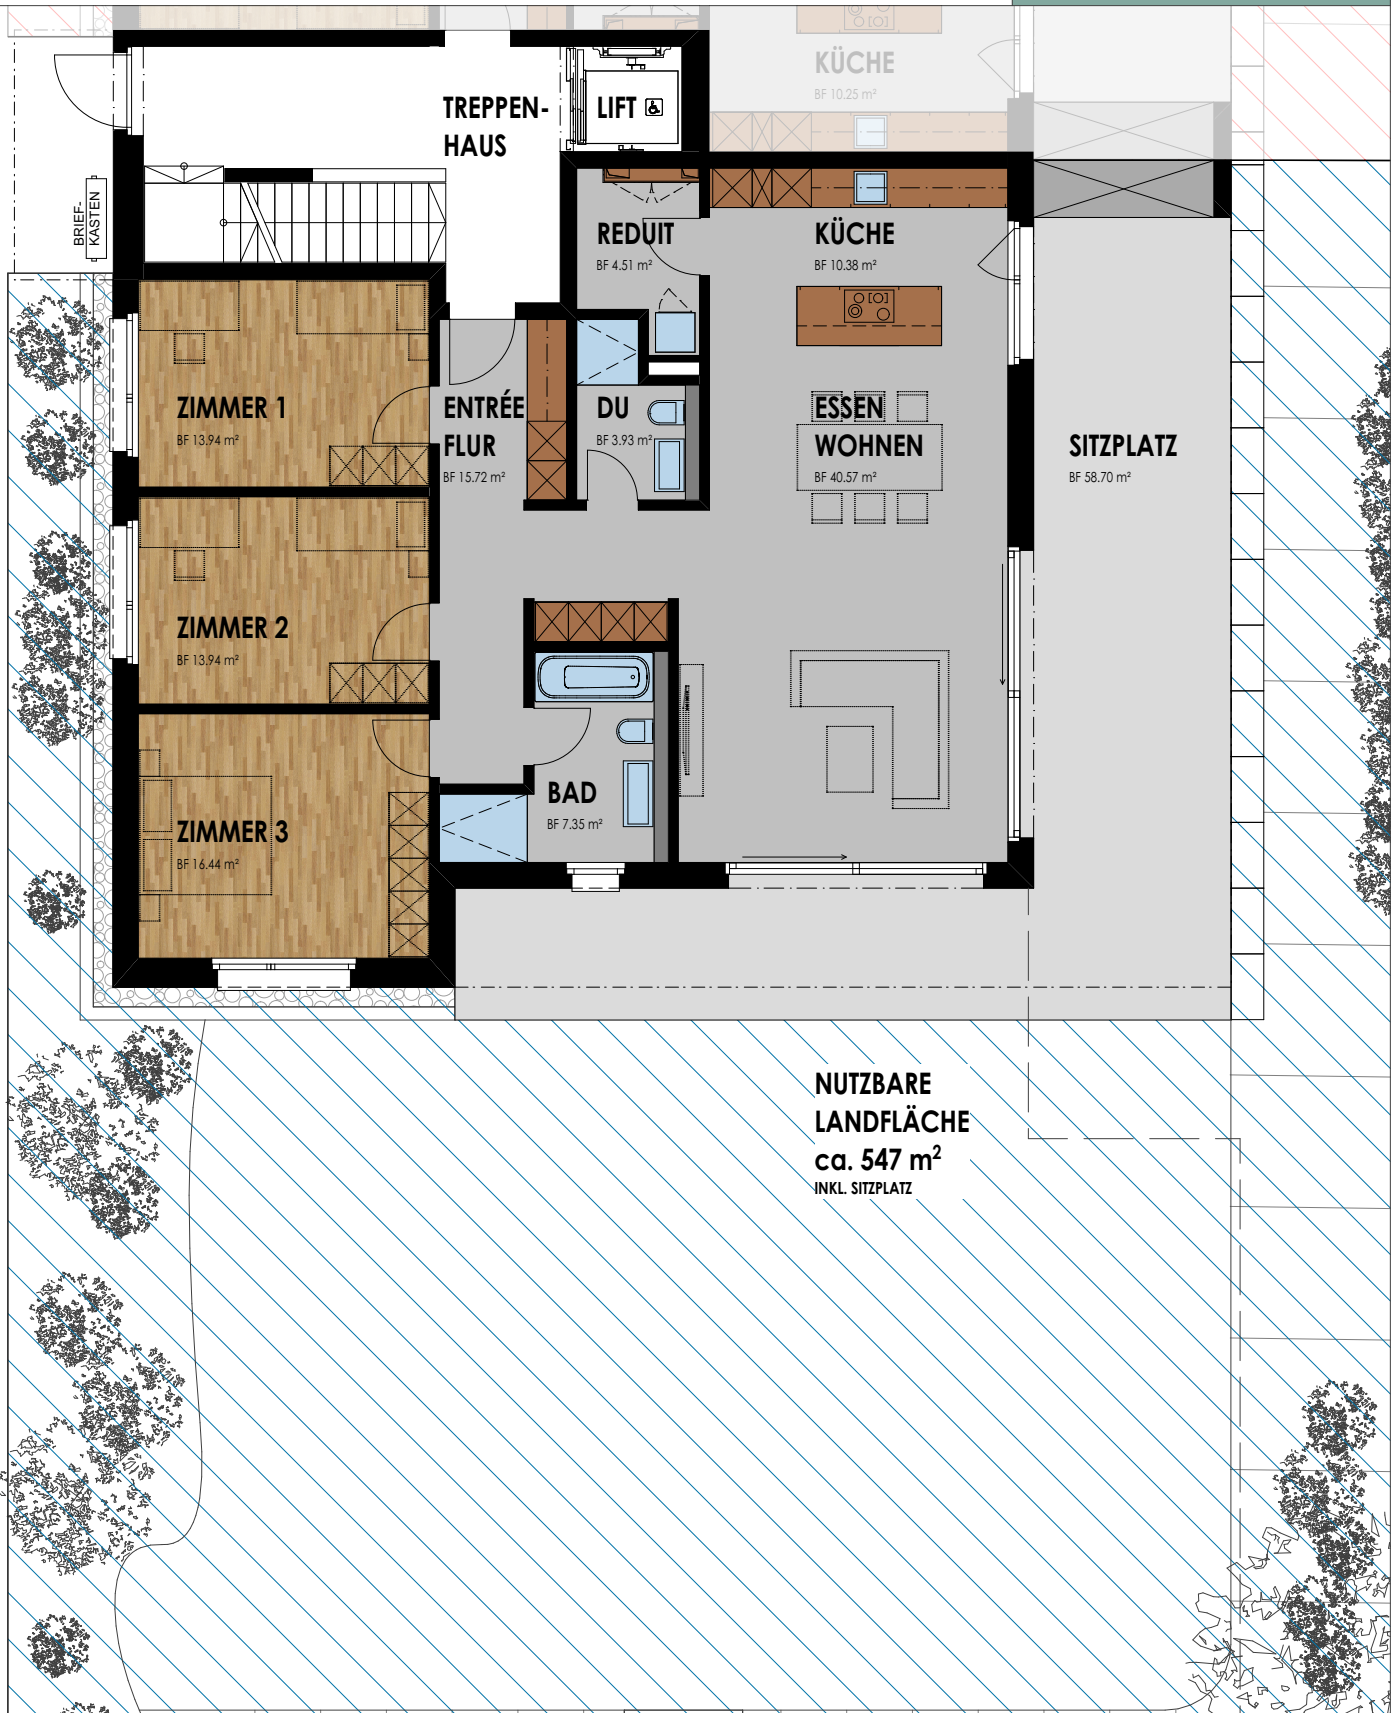 KÜCHE
BF 10.25 m²
TREPPEN-
HAUS
LIFT
BRIEF-
KASTEN
REDUIT
BF 4.51 m²
KÜCHE
BF 10.38 m²
ZIMMER 1
BF 13.94 m²
ENTRÉE
FLUR
BF 15.72 m²
DU
BF 3.93 m²
ESSEN
WOHNEN
BF 40.57 m²
SITZPLATZ
BF 58.70 m²
ZIMMER 2
BF 13.94 m²
ZIMMER 3
BF 16.44 m²
BAD
BF 7.35 m²
NUTZBARE
LANDFLÄCHE
ca. 547 m²
INKL. SITZPLATZ